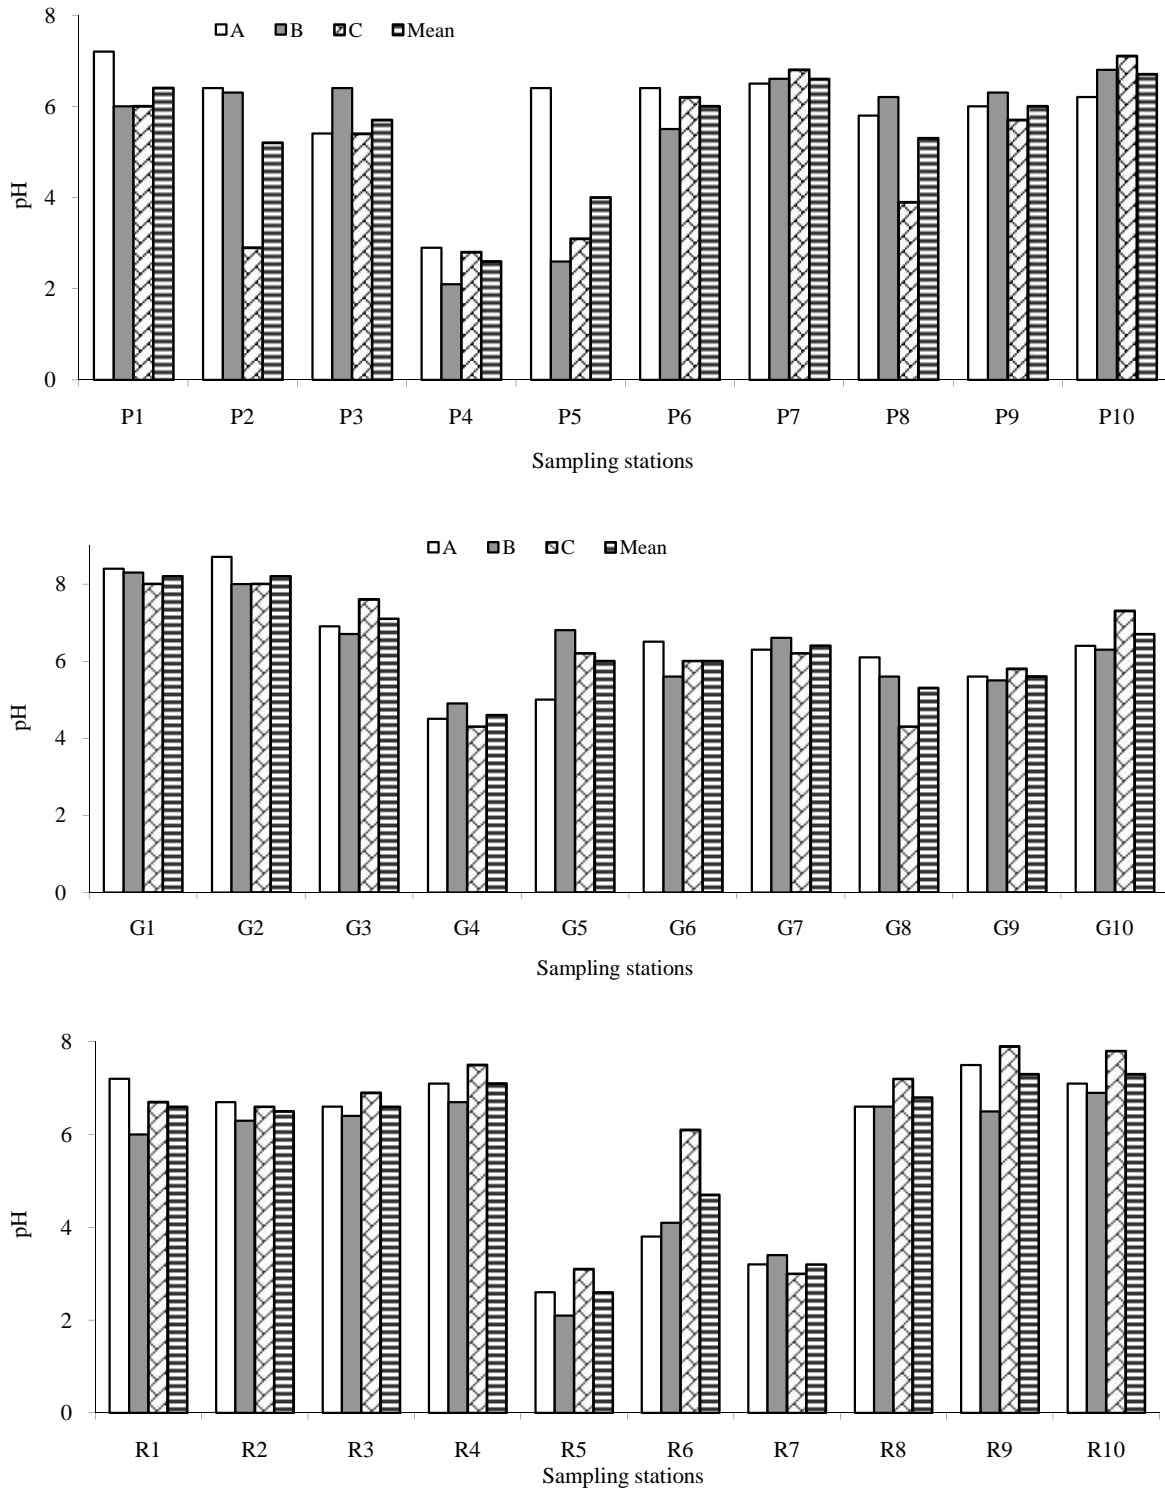 8
A B C Mean
6
pH
4
2
0
P1 P2 P3 P4 P5 P6 P7 P8 P9 P10
Sampling stations
A B C Mean
8
6
pH
4
2
0
G1 G2 G3 G4 G5 G6 G7 G8 G9 G10
Sampling stations
8
6
pH
4
2
0
R1 R2 R3 R4 R5 R6 R7 R8 R9 R10
Sampling stations